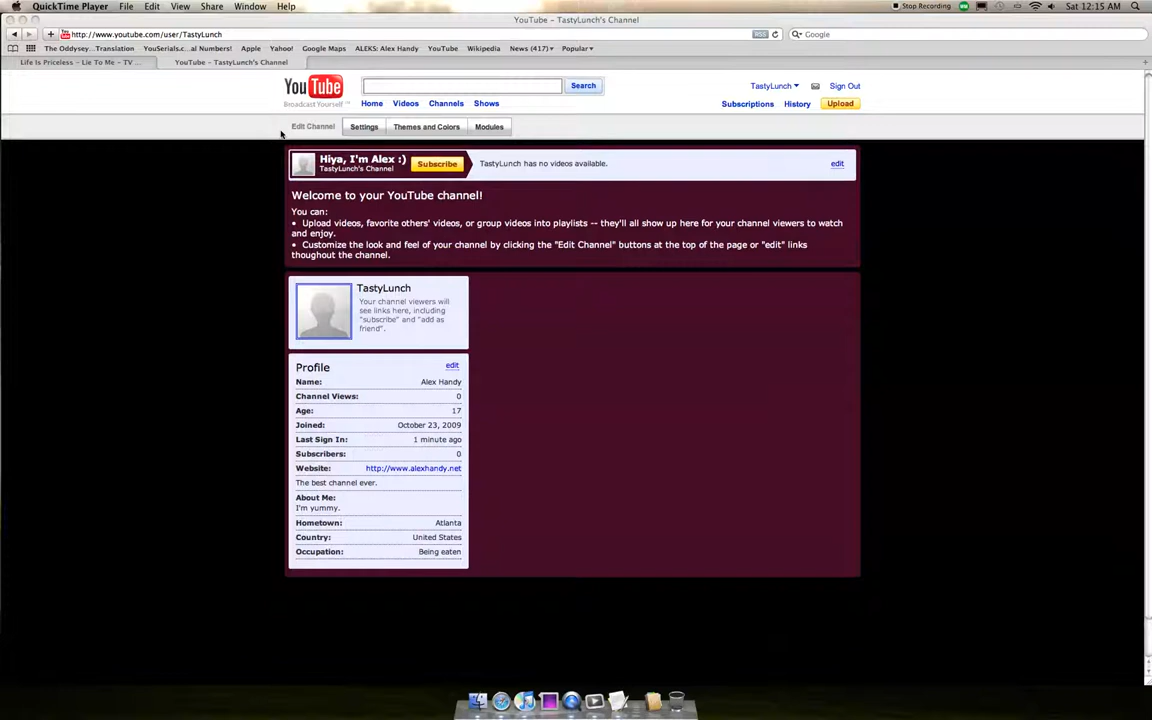 QuickTime Player File Edit View Share Window Help Stop Recording Sat 12:15 AM
YouTube - TastyLunch's Channel
http://www.youtube.com/user/TastyLunch RSS Google
The Oddysey...Translation YouSerials.c...al Numbers! Apple Yahoo! Google Maps ALEKS: Alex Handy YouTube Wikipedia News (417) Popular
Life Is Priceless - Lie To Me - TV ... YouTube - TastyLunch's Channel
YouTube Search TastyLunch Sign Out
Broadcast Yourself™ Home Videos Channels Shows Subscriptions History Upload
Edit Channel Settings Themes and Colors Modules
Hiya, I'm Alex :)
TastyLunch's Channel Subscribe TastyLunch has no videos available. edit
Welcome to your YouTube channel!
You can:
• Upload videos, favorite others' videos, or group videos into playlists -- they'll all show up here for your channel viewers to watch
and enjoy.
• Customize the look and feel of your channel by clicking the "Edit Channel" buttons at the top of the page or "edit" links
thoughout the channel.
TastyLunch
Your channel viewers will
see links here, including
"subscribe" and "add as
friend".
Profile edit
Name: Alex Handy
Channel Views: 0
Age: 17
Joined: October 23, 2009
Last Sign In: 1 minute ago
Subscribers: 0
Website: http://www.alexhandy.net
The best channel ever.
About Me:
I'm yummy.
Hometown: Atlanta
Country: United States
Occupation: Being eaten